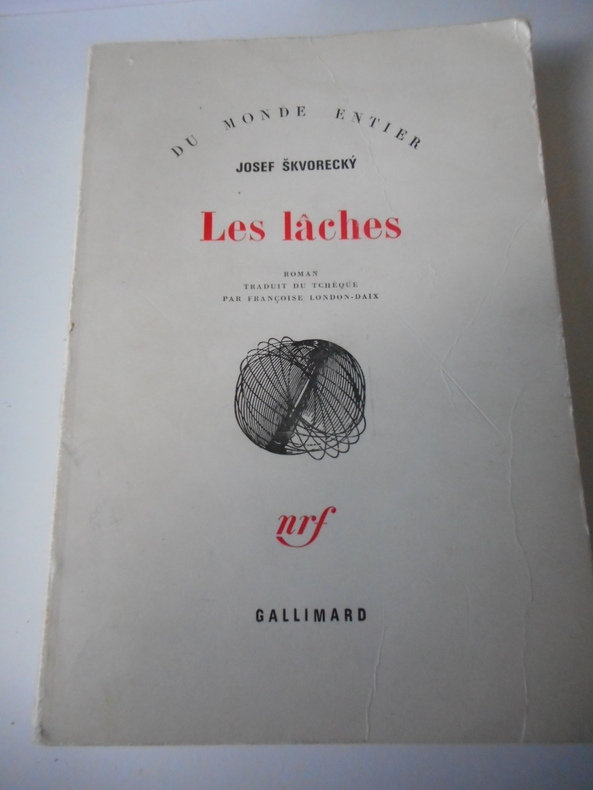 DU MONDE ENTIER
JOSEF ŠKVORECKÝ
Les lâches
ROMAN
TRADUIT DU TCHÈQUE
PAR FRANÇOISE LONDON-DAIX
nrf
GALLIMARD